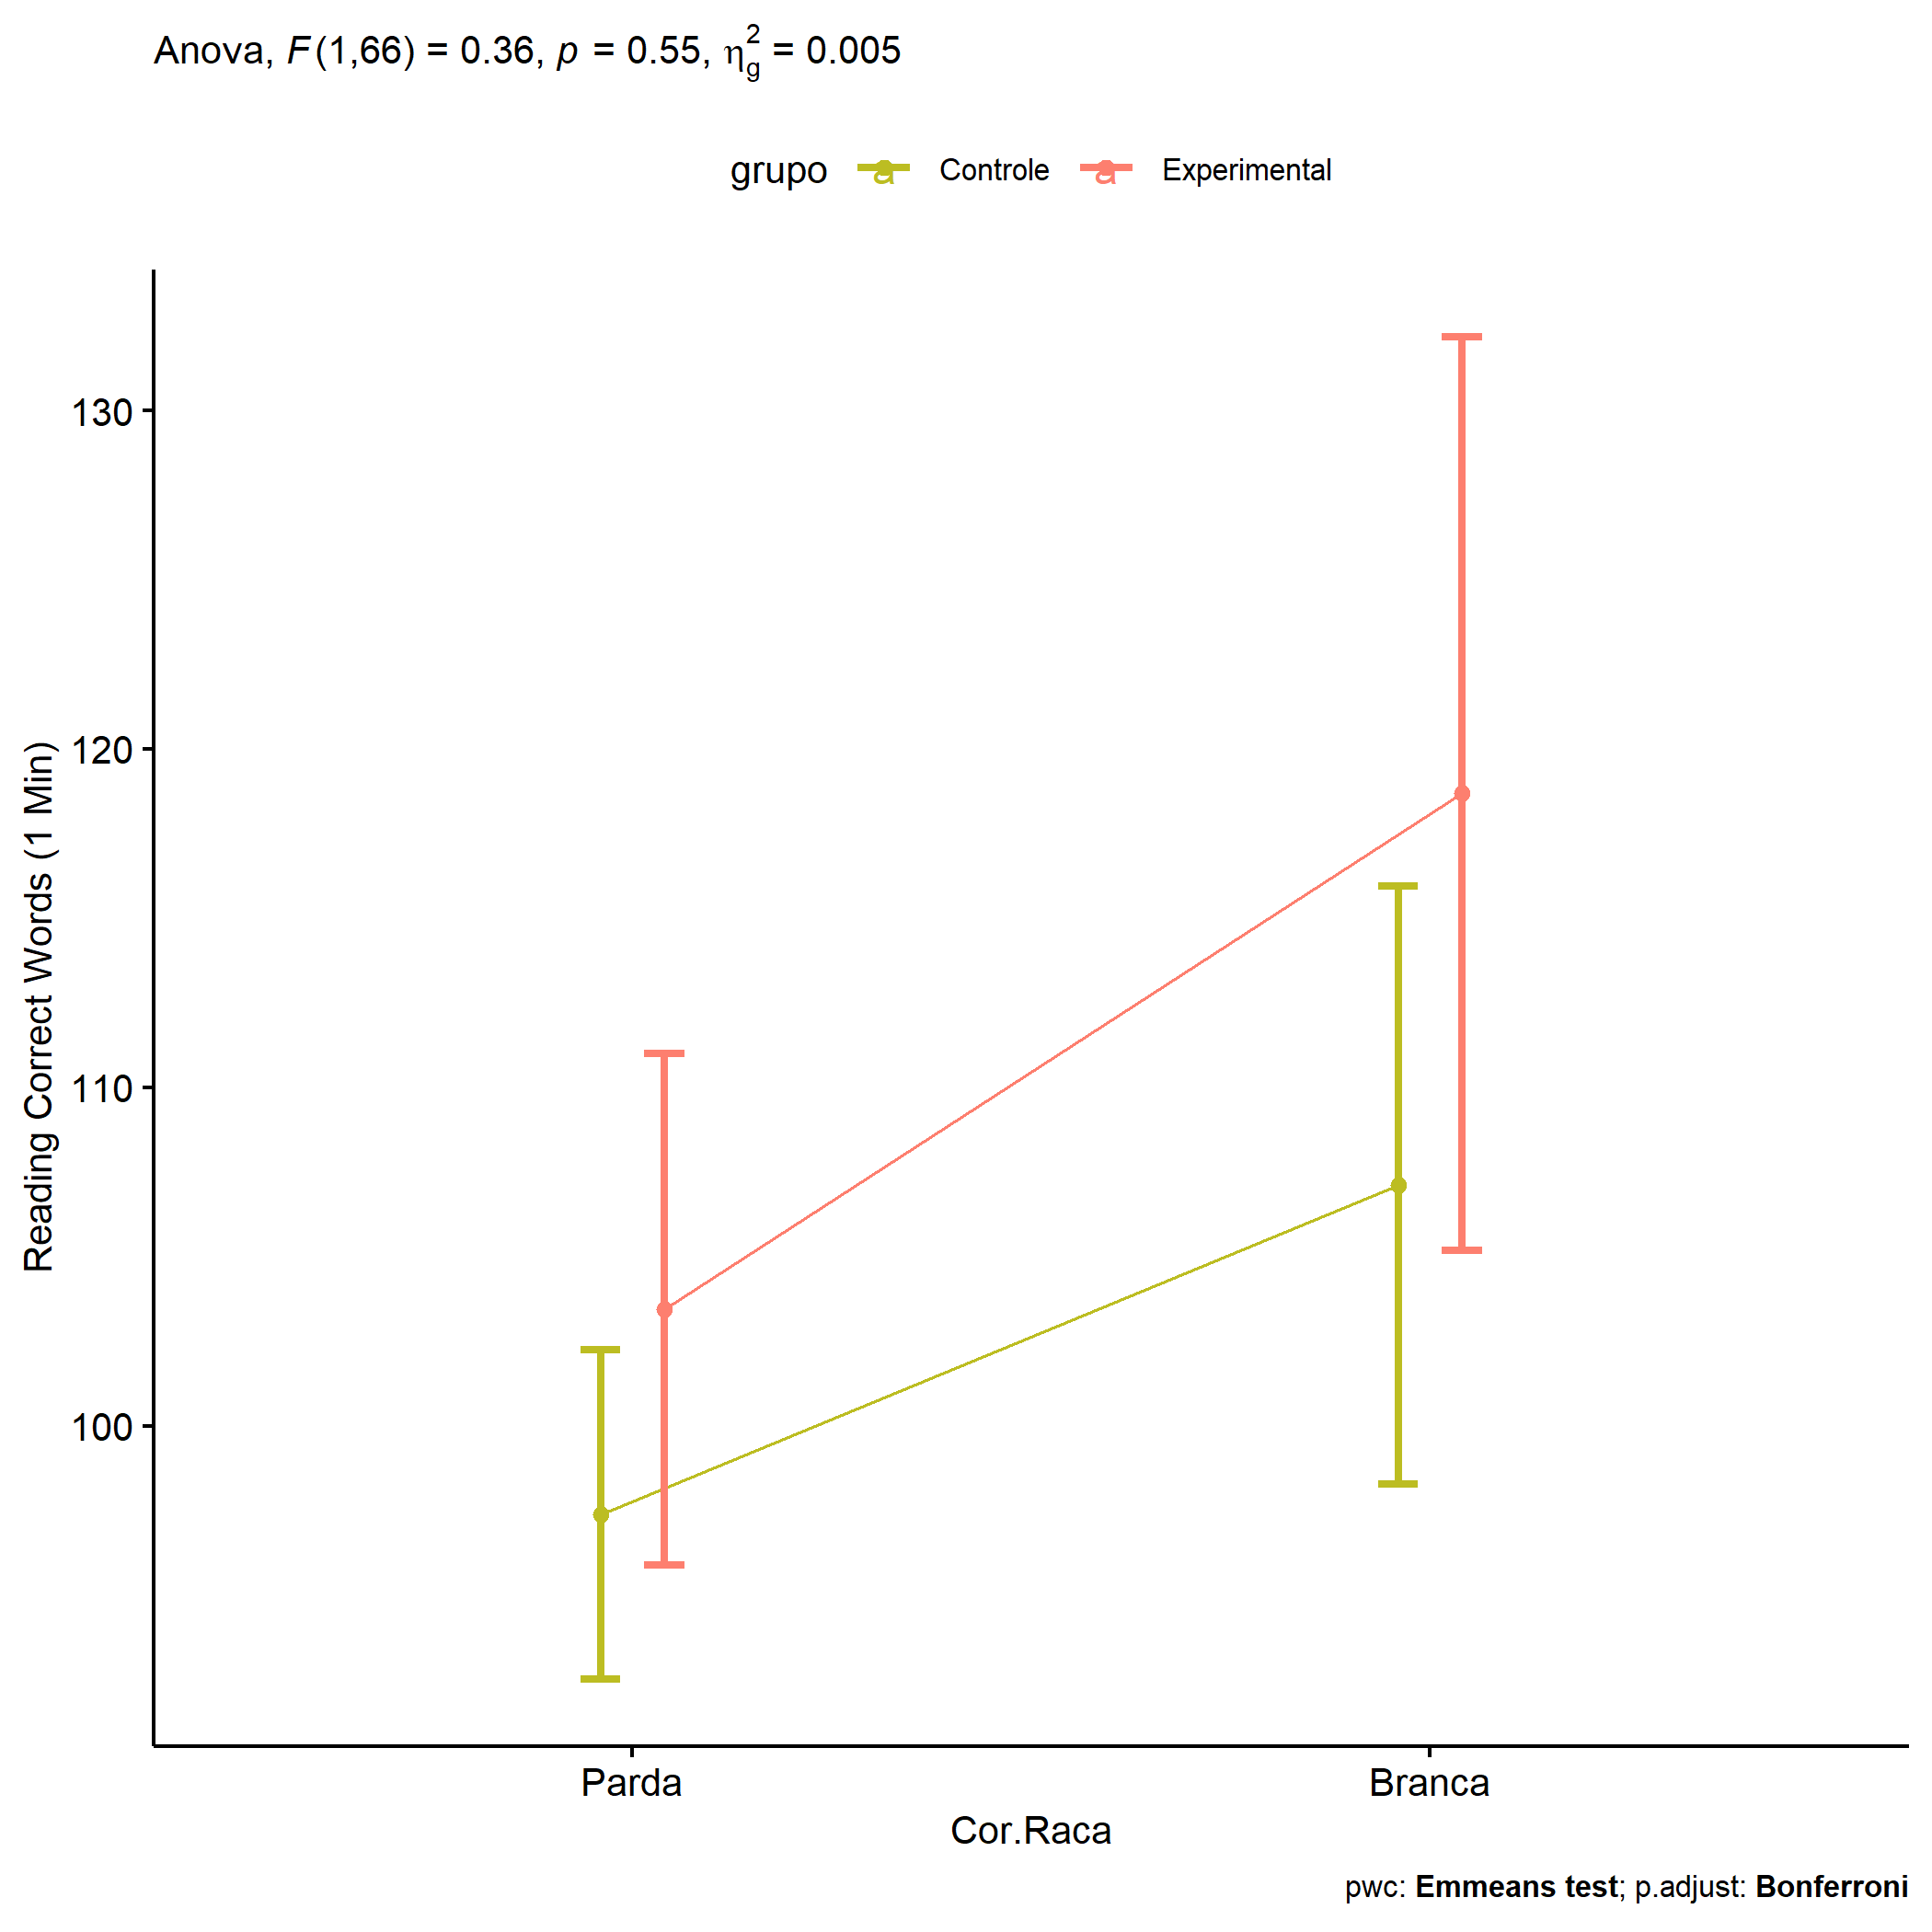 Anova, F(1,66) = 0.36, p = 0.55, η²g = 0.005
grupo a Controle a Experimental
130
120
110
100
Reading Correct Words (1 Min)
Parda Branca
Cor.Raca
pwc: Emmeans test; p.adjust: Bonferroni